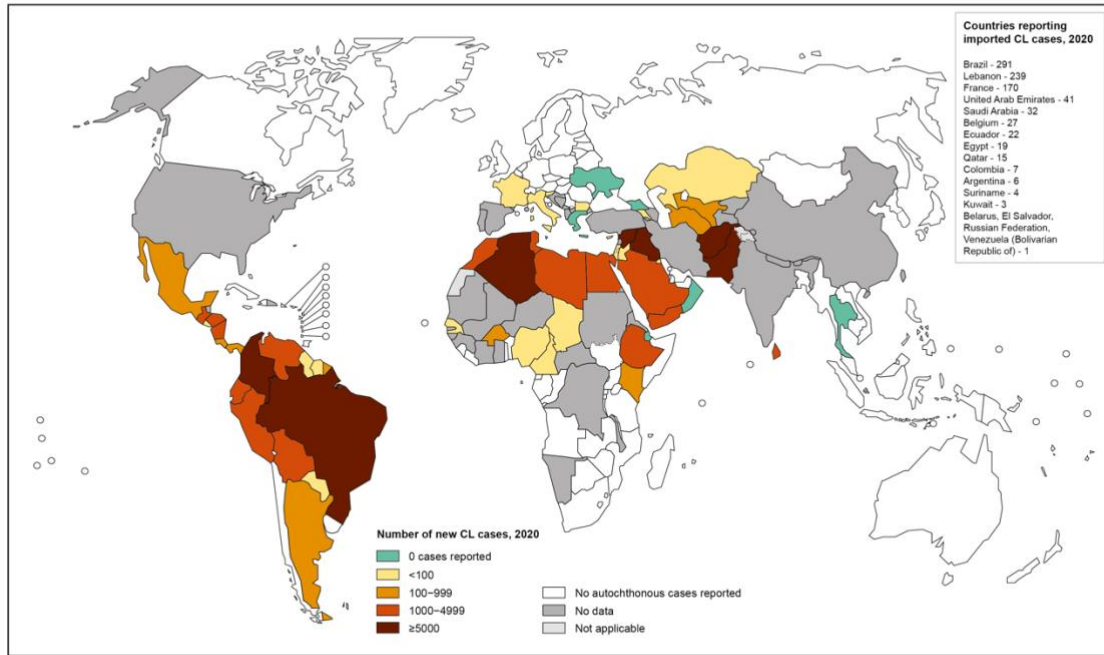 Countries reporting
imported CL cases, 2020
Brazil - 291
Lebanon - 239
France - 170
United Arab Emirates - 41
Saudi Arabia - 32
Belgium - 27
Ecuador - 22
Egypt - 19
Qatar - 15
Colombia - 7
Argentina - 6
Suriname - 4
Kuwait - 3
Belarus, El Salvador,
Russian Federation,
Venezuela (Bolivarian
Republic of) - 1
Number of new CL cases, 2020
0 cases reported
<100
100–999
1000–4999
≥5000
No autochthonous cases reported
No data
Not applicable